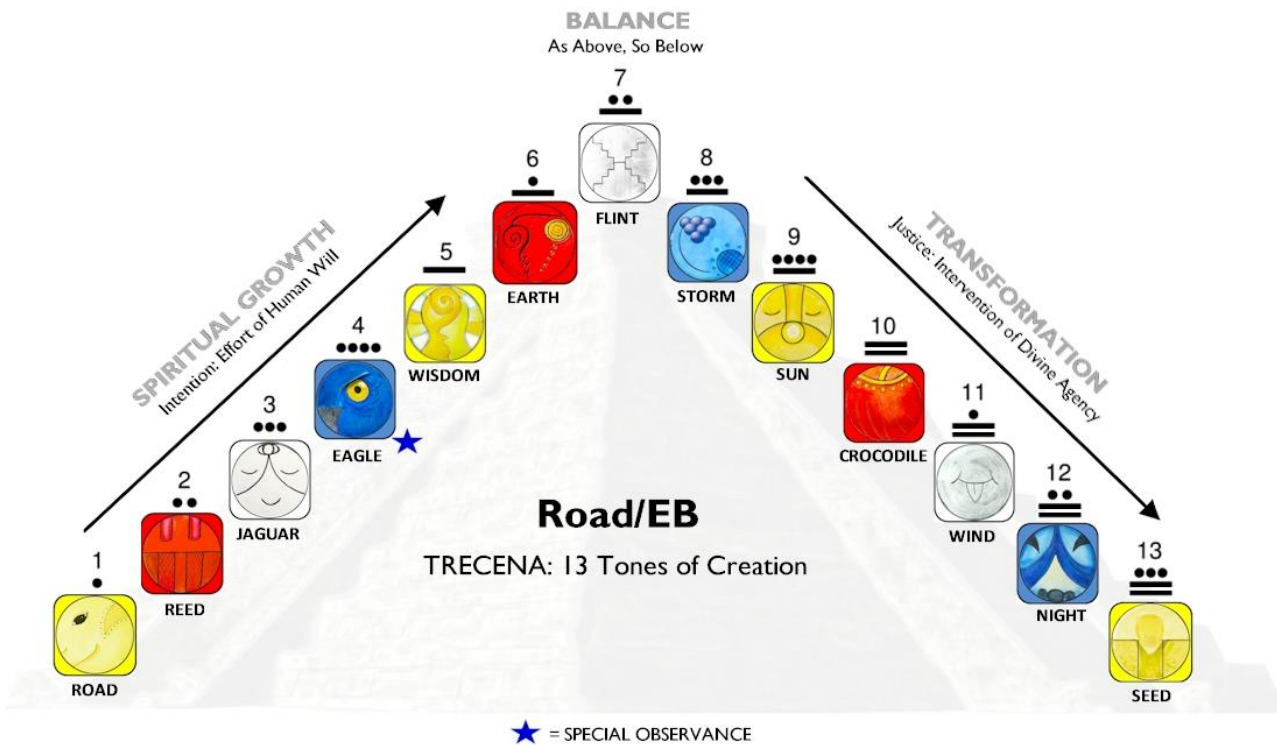 BALANCE
As Above, So Below
7
FLINT
6
EARTH
8
STORM
SPIRITUAL GROWTH
Intention: Effort of Human Will
TRANSFORMATION
Justice: Intervention of Divine Agency
5
WISDOM
9
SUN
4
EAGLE
10
CROCODILE
3
JAGUAR
11
WIND
2
REED
12
NIGHT
1
ROAD
13
SEED
Road/EB
TRECENA: 13 Tones of Creation
= SPECIAL OBSERVANCE